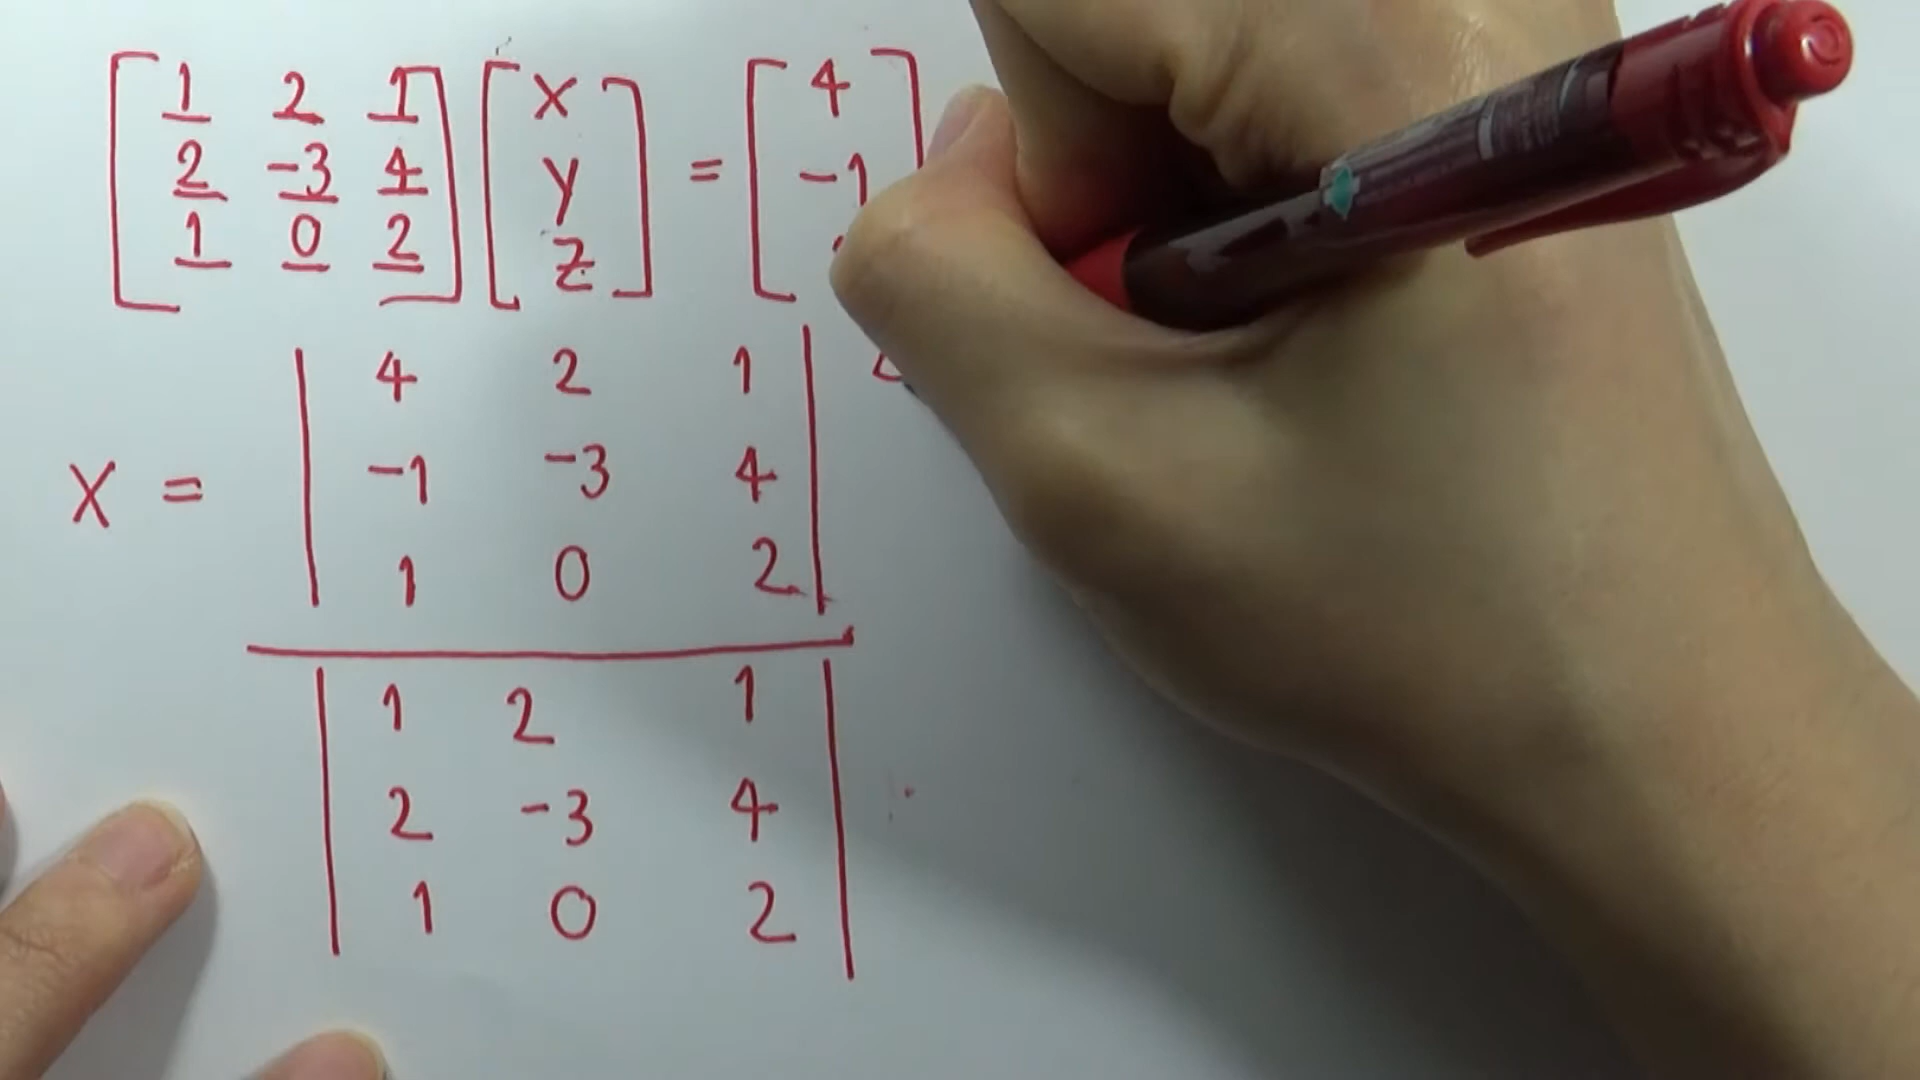 1 2 1 x 4
2 -3 4 y = -1
1 0 2 z
4 2 1
x = -1 -3 4
1 0 2
1 2 1
2 -3 4
1 0 2